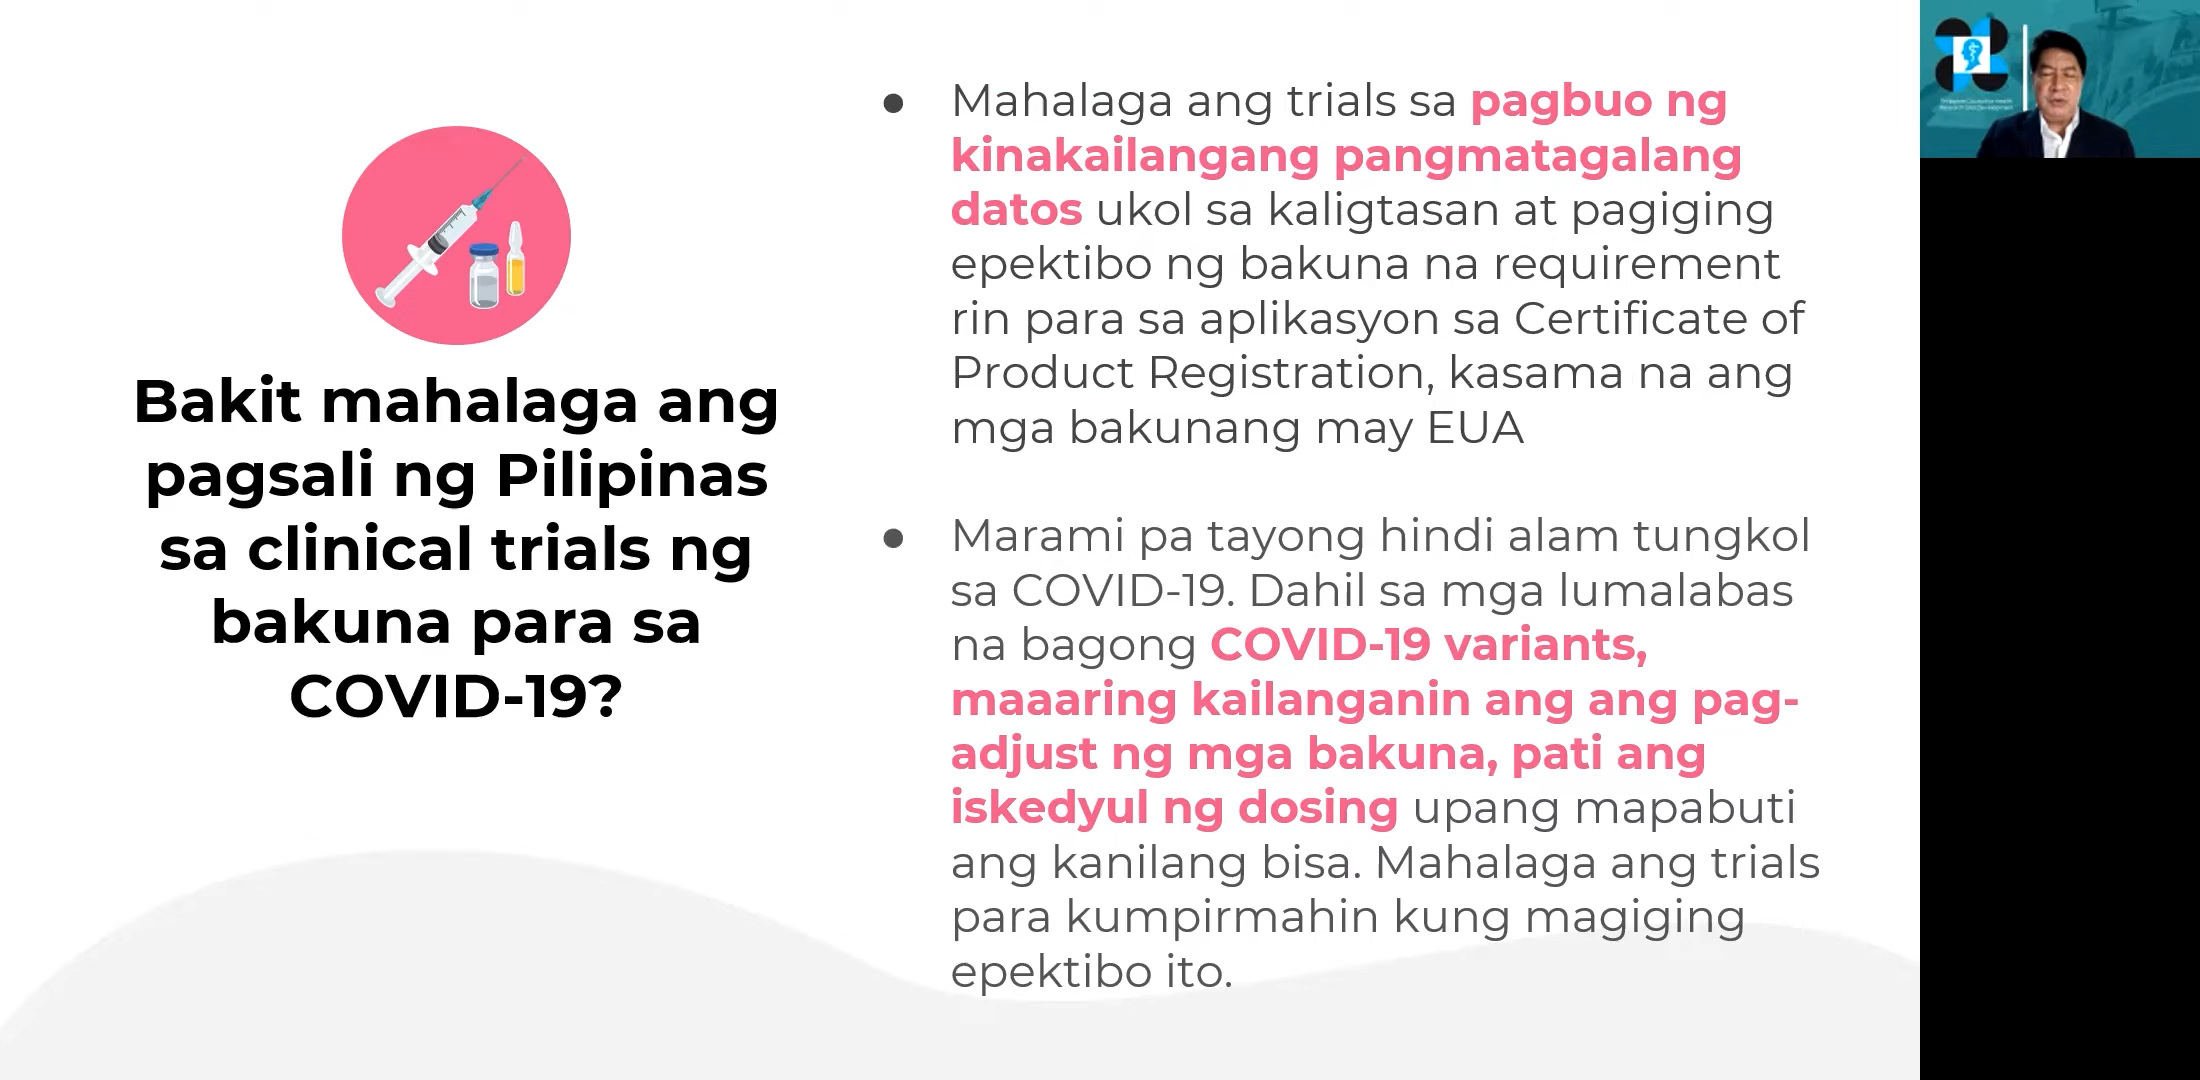 Bakit mahalaga ang
pagsali ng Pilipinas
sa clinical trials ng
bakuna para sa
COVID-19?
● Mahalaga ang trials sa pagbuo ng
kinakailangang pangmatagalang
datos ukol sa kaligtasan at pagiging
epektibo ng bakuna na requirement
rin para sa aplikasyon sa Certificate of
Product Registration, kasama na ang
mga bakunang may EUA
● Marami pa tayong hindi alam tungkol
sa COVID-19. Dahil sa mga lumalabas
na bagong COVID-19 variants,
maaaring kailanganin ang ang pag-
adjust ng mga bakuna, pati ang
iskedyul ng dosing upang mapabuti
ang kanilang bisa. Mahalaga ang trials
para kumpirmahin kung magiging
epektibo ito.